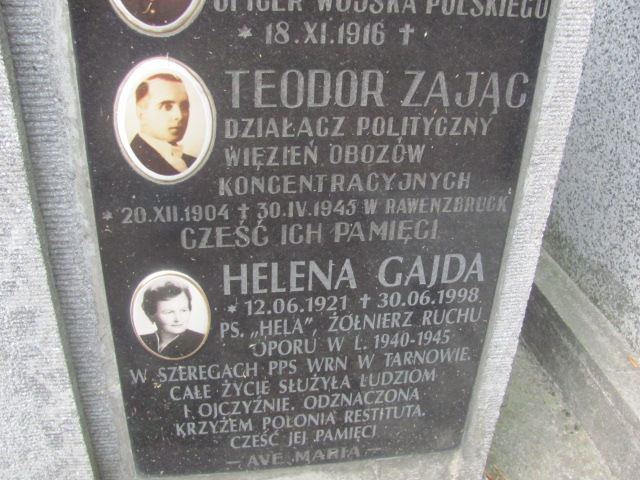 OFICER WOJSKA POLSKIEGO
* 18.XI.1916 †
TEODOR ZAJĄC
DZIAŁACZ POLITYCZNY
WIĘZIEŃ OBOZÓW
KONCENTRACYJNYCH
* 20.XII.1904 † 30.IV.1945 W RAWENZBRUCK
CZEŚĆ ICH PAMIĘCI
HELENA GAJDA
* 12.06.1921 † 30.06.1998
PS. „HELA”, ŻOŁNIERZ RUCHU
OPORU W L. 1940-1945
W SZEREGACH PPS WRN W TARNOWIE.
CAŁE ŻYCIE SŁUŻYŁA LUDZIOM
I OJCZYŹNIE. ODZNACZONA
KRZYŻEM POLONIA RESTITUTA.
CZEŚĆ JEJ PAMIĘCI
— AVE MARIA —